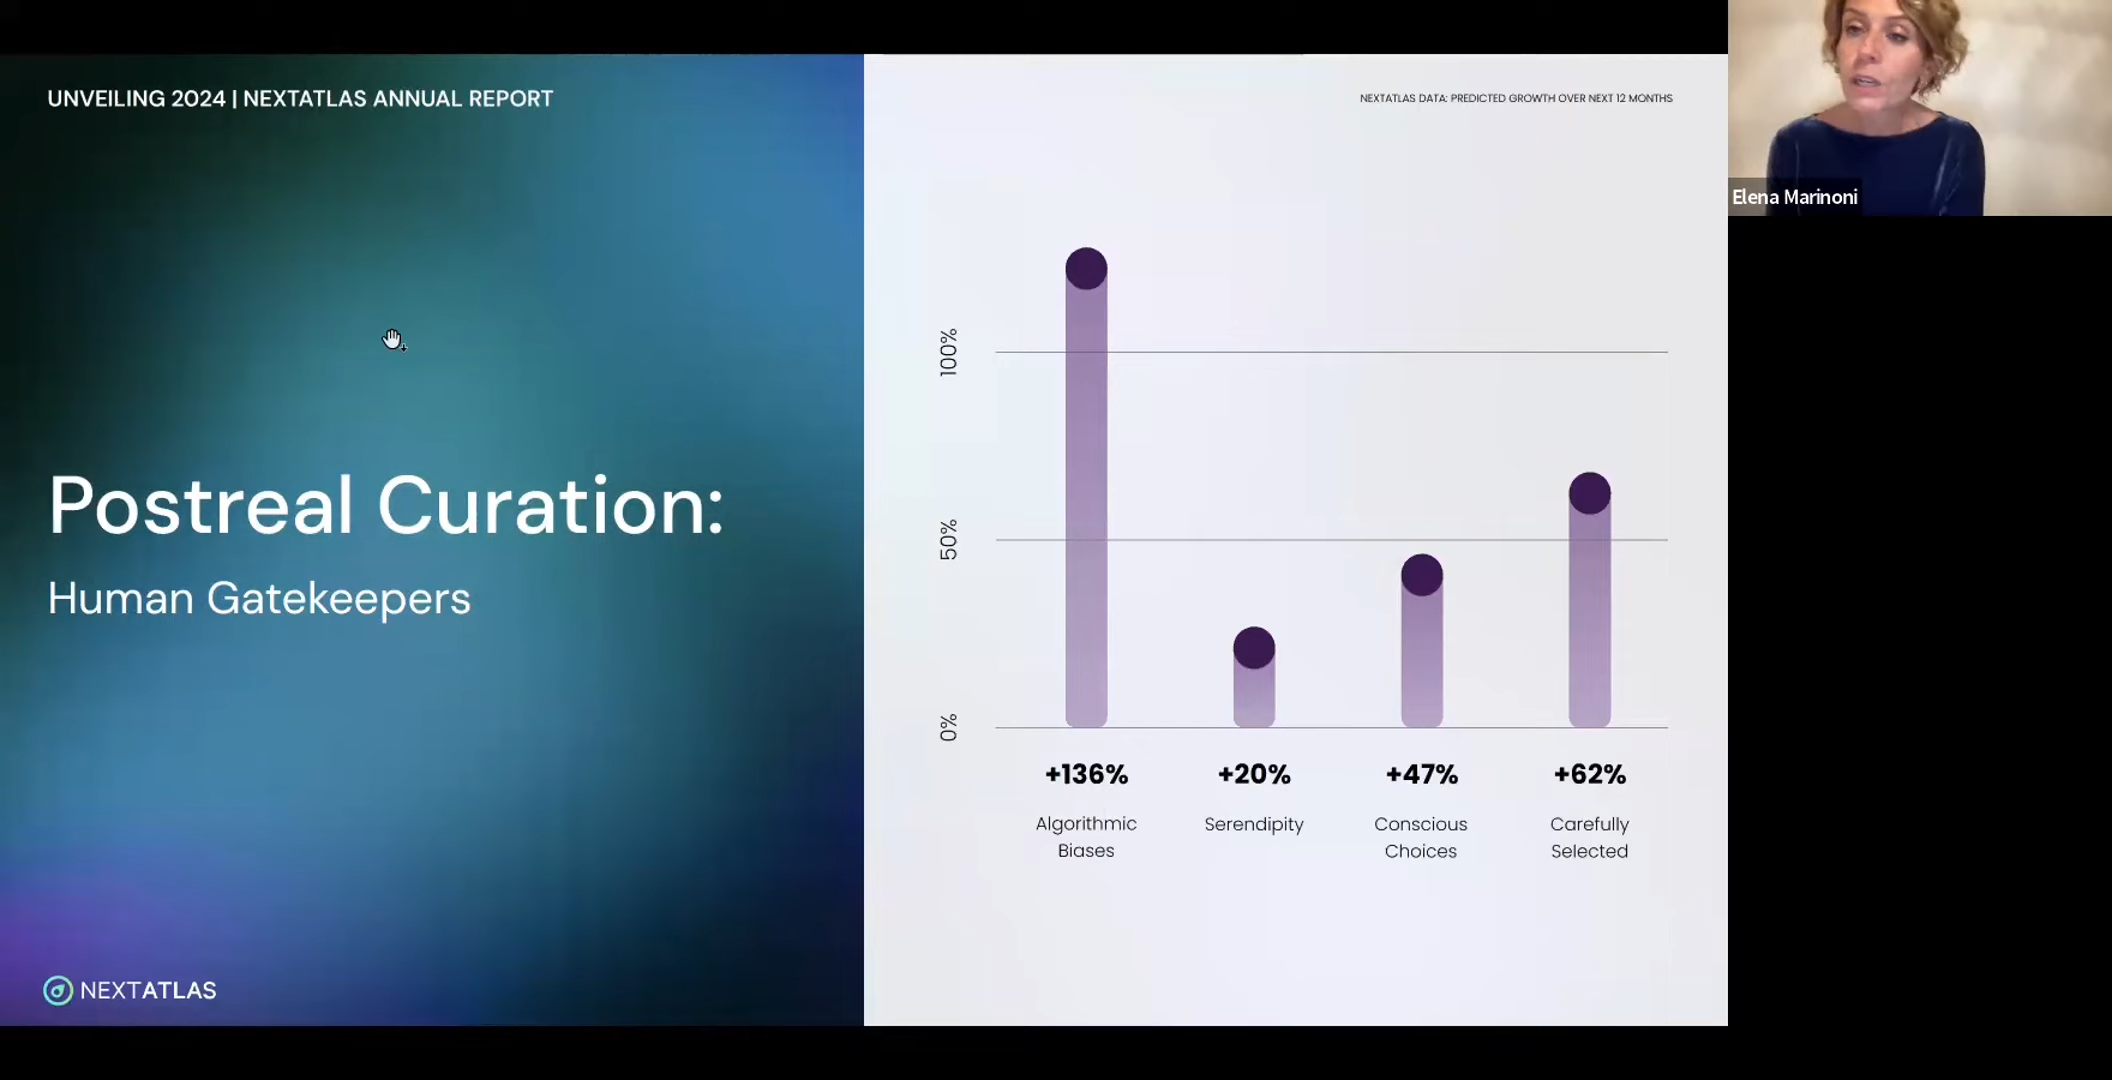 UNVEILING 2024 | NEXTATLAS ANNUAL REPORT
NEXTATLAS DATA: PREDICTED GROWTH OVER NEXT 12 MONTHS
Elena Marinoni
Postreal Curation:
Human Gatekeepers
100%
50%
0%
+136%
+20%
+47%
+62%
Algorithmic
Biases
Serendipity
Conscious
Choices
Carefully
Selected
NEXTATLAS